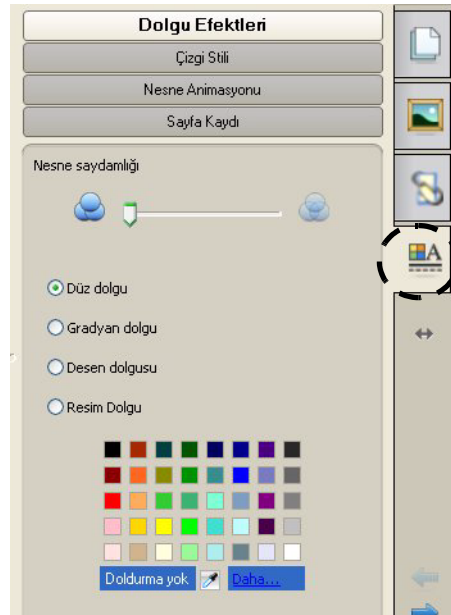 Dolgu Efektleri
Çizgi Stili
Nesne Animasyonu
Sayfa Kaydı
Nesne saydamlığı
Düz dolgu
Gradyan dolgu
Desen dolgusu
Resim Dolgu
Doldurma yok Daha...